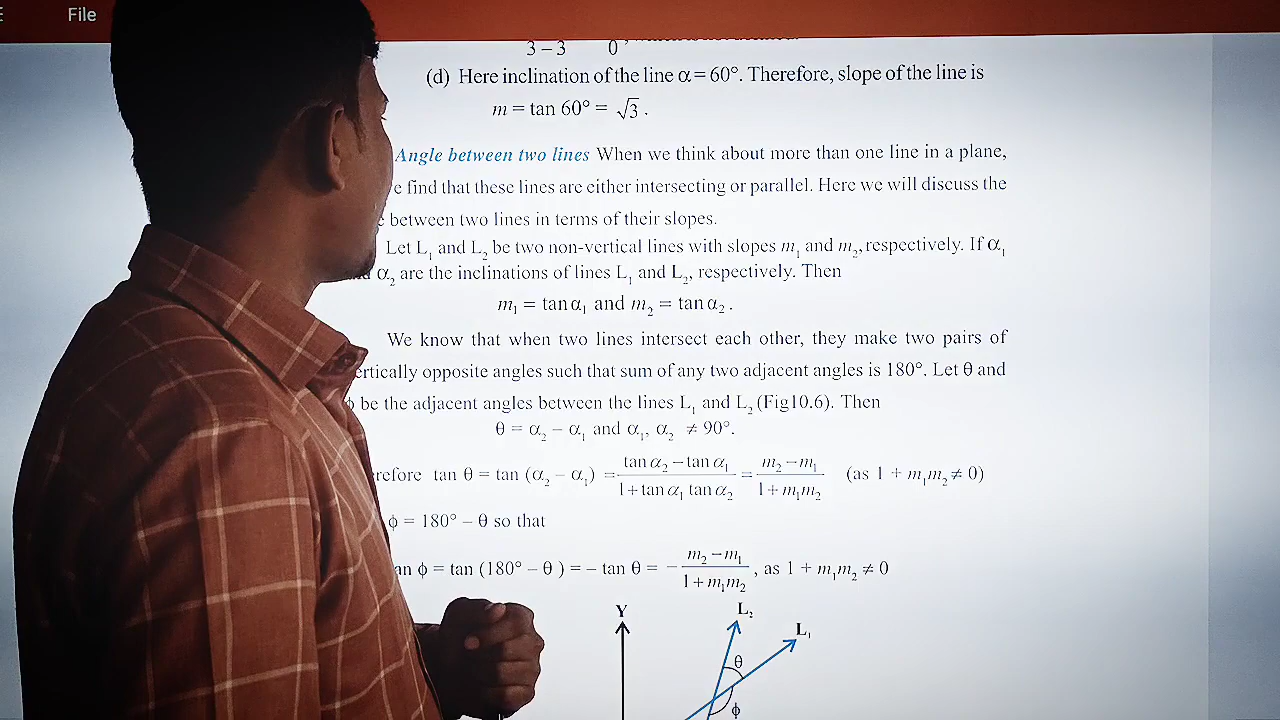 File
3 – 3 0
(d) Here inclination of the line α = 60°. Therefore, slope of the line is
m = tan 60° = √3 .
Angle between two lines When we think about more than one line in a plane,
find that these lines are either intersecting or parallel. Here we will discuss the
between two lines in terms of their slopes.
Let L₁ and L₂ be two non-vertical lines with slopes m₁ and m₂, respectively. If α₁
α₂ are the inclinations of lines L₁ and L₂, respectively. Then
m₁ = tan α₁ and m₂ = tan α₂ .
We know that when two lines intersect each other, they make two pairs of
ertically opposite angles such that sum of any two adjacent angles is 180°. Let θ and
ϕ be the adjacent angles between the lines L₁ and L₂ (Fig10.6). Then
θ = α₂ – α₁ and α₁, α₂ ≠ 90°.
refore tan θ = tan (α₂ – α₁) = (tan α₂ – tan α₁)/(1 + tan α₁ tan α₂) = (m₂ – m₁)/(1 + m₁m₂) (as 1 + m₁m₂ ≠ 0)
ϕ = 180° – θ so that
an ϕ = tan (180° – θ ) = – tan θ = – (m₂ – m₁)/(1 + m₁m₂) , as 1 + m₁m₂ ≠ 0
Y L₂
L₁
θ
ϕ